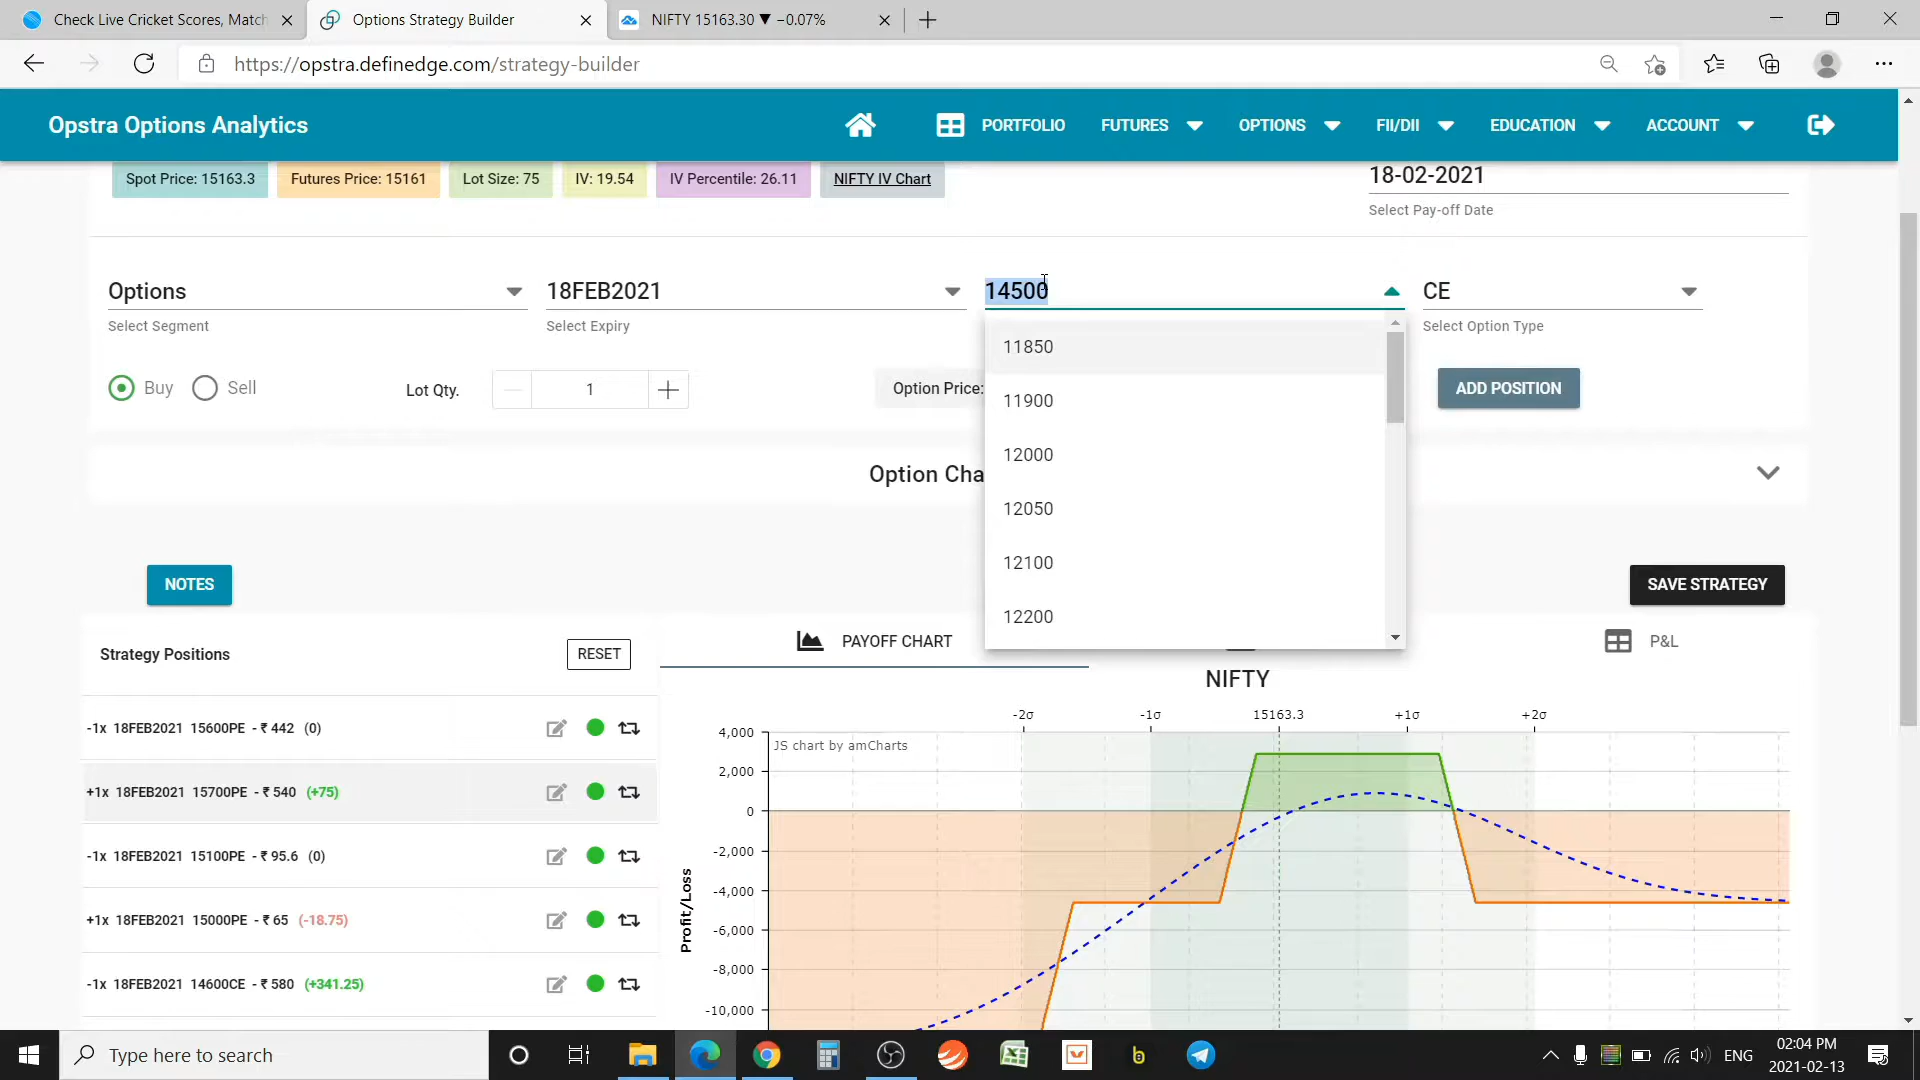 Check Live Cricket Scores, Match
Options Strategy Builder
NIFTY 15163.30 ▼ −0.07%
https://opstra.definedge.com/strategy-builder
Opstra Options Analytics
PORTFOLIO
FUTURES
OPTIONS
FII/DII
EDUCATION
ACCOUNT
Spot Price: 15163.3
Futures Price: 15161
Lot Size: 75
IV: 19.54
IV Percentile: 26.11
NIFTY IV Chart
18-02-2021
Select Pay-off Date
Options
18FEB2021
14500
CE
Select Segment
Select Expiry
Select Option Type
11850
11900
12000
12050
12100
12200
Buy
Sell
Lot Qty.
1
Option Price:
ADD POSITION
Option Cha
NOTES
SAVE STRATEGY
Strategy Positions
RESET
PAYOFF CHART
P&L
-1x 18FEB2021 15600PE - ₹ 442 (0)
+1x 18FEB2021 15700PE - ₹ 540 (+75)
-1x 18FEB2021 15100PE - ₹ 95.6 (0)
+1x 18FEB2021 15000PE - ₹ 65 (-18.75)
-1x 18FEB2021 14600CE - ₹ 580 (+341.25)
NIFTY
-2σ
-1σ
15163.3
+1σ
+2σ
JS chart by amCharts
4,000
2,000
0
-2,000
-4,000
-6,000
-8,000
-10,000
Profit/Loss
Type here to search
b
ENG
02:04 PM
2021-02-13